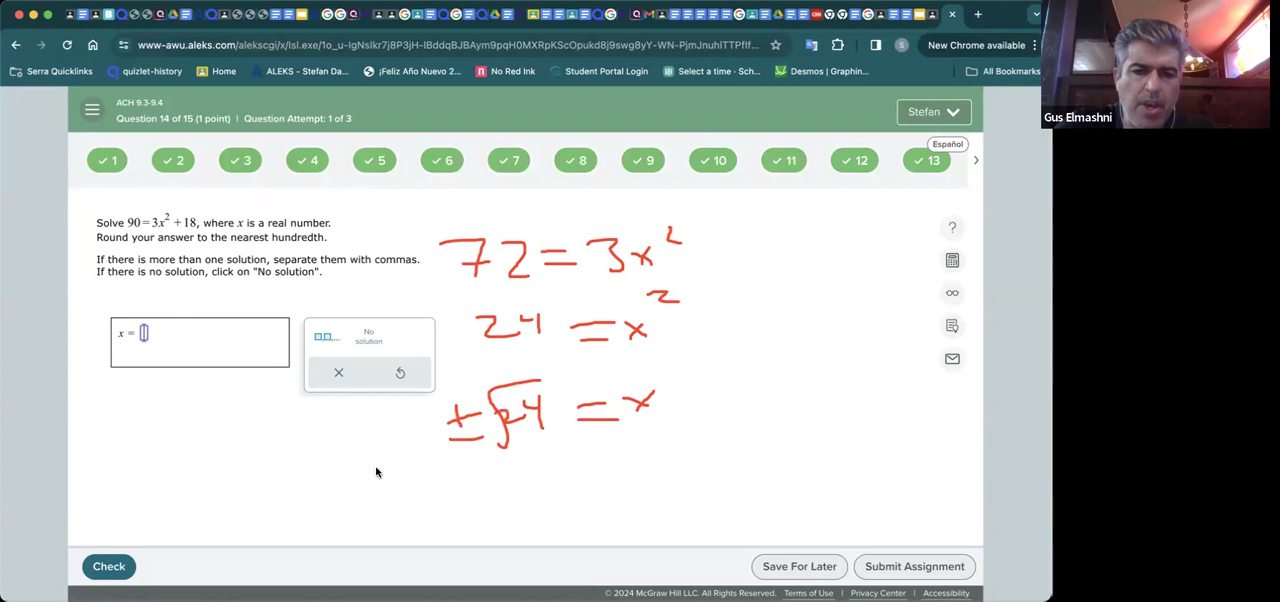 www-awu.aleks.com/alekscgi/x/Isl.exe/1o_u-IgNsIkr7j8P3jH-IBddqBJBAym9pqH0MXRpKScOpukd8j9swg8yY-WN-PjmJnuhITTPfIf...
New Chrome available
Serra Quicklinks
quizlet-history
Home
ALEKS - Stefan Da...
¡Feliz Año Nuevo 2...
No Red Ink
Student Portal Login
Select a time · Sch...
Desmos | Graphin...
All Bookmarks
Gus Elmashni
ACH 9.3-9.4
Question 14 of 15 (1 point) | Question Attempt: 1 of 3
Stefan
Español
✓ 1 ✓ 2 ✓ 3 ✓ 4 ✓ 5 ✓ 6 ✓ 7 ✓ 8 ✓ 9 ✓ 10 ✓ 11 ✓ 12 ✓ 13
Solve 90=3x²+18, where x is a real number.
Round your answer to the nearest hundredth.
If there is more than one solution, separate them with commas.
If there is no solution, click on "No solution".
x =
No
solution
72 = 3x²
24 = x²
±√24 = x
Check
Save For Later
Submit Assignment
© 2024 McGraw Hill LLC. All Rights Reserved. Terms of Use | Privacy Center | Accessibility